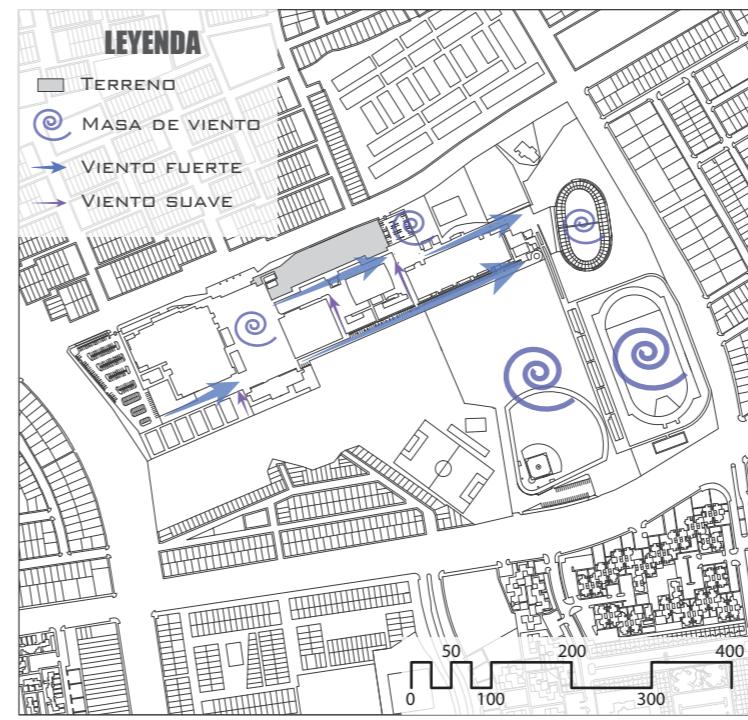 LEYENDA
TERRENO
MASA DE VIENTO
VIENTO FUERTE
VIENTO SUAVE
50 200 400
0 100 300